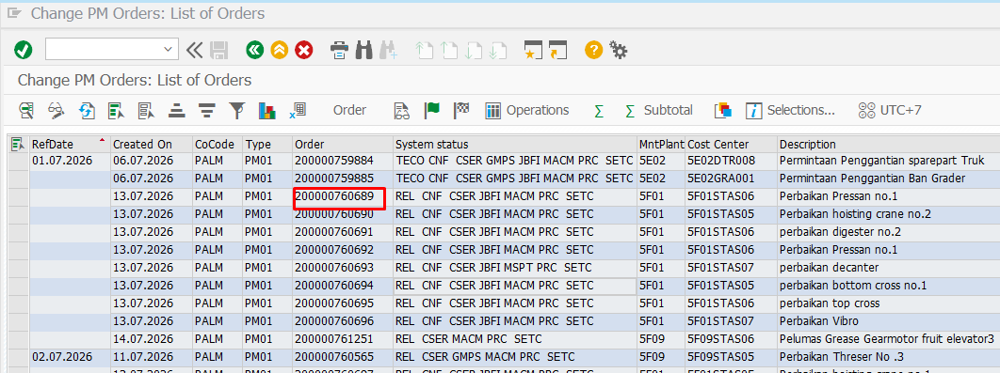 Change PM Orders: List of Orders
Change PM Orders: List of Orders
Order Operations Σ Σ Subtotal Selections... UTC+7
RefDate Created On CoCode Type Order System status MntPlant Cost Center Description
01.07.2026 06.07.2026 PALM PM01 200000759884 TECO CNF CSER GMPS JBFI MACM PRC SETC 5E02 5E02DTR008 Permintaan Penggantian sparepart Truk
06.07.2026 PALM PM01 200000759885 TECO CNF CSER GMPS JBFI MACM PRC SETC 5E02 5E02GRA001 Permintaaan Penggantian Ban Grader
13.07.2026 PALM PM01 200000760689 REL CNF CSER JBFI MACM PRC SETC 5F01 5F01STAS06 Perbaikan Pressan no.1
13.07.2026 PALM PM01 200000760690 REL CNF CSER JBFI MACM PRC SETC 5F01 5F01STAS05 Perbaikan hoisting crane no.2
13.07.2026 PALM PM01 200000760691 REL CNF CSER JBFI MACM PRC SETC 5F01 5F01STAS06 perbaikan digester no.2
13.07.2026 PALM PM01 200000760692 REL CNF CSER JBFI MACM PRC SETC 5F01 5F01STAS06 Perbaikan Pressan no.1
13.07.2026 PALM PM01 200000760693 REL CNF CSER JBFI MSPT PRC SETC 5F01 5F01STAS07 perbaikan decanter
13.07.2026 PALM PM01 200000760694 REL CNF CSER JBFI MACM PRC SETC 5F01 5F01STAS05 perbaikan bottom cross no.1
13.07.2026 PALM PM01 200000760695 REL CNF CSER JBFI MACM PRC SETC 5F01 5F01STAS06 perbaikan top cross
13.07.2026 PALM PM01 200000760696 REL CNF CSER JBFI MACM PRC SETC 5F01 5F01STAS07 Perbaikan Vibro
14.07.2026 PALM PM01 200000761251 REL CSER MACM PRC SETC 5F09 5F09STAS06 Pelumas Grease Gearmotor fruit elevator3
02.07.2026 11.07.2026 PALM PM01 200000760565 REL CSER GMPS MACM PRC SETC 5F09 5F09STAS05 Perbaikan Threser No .3